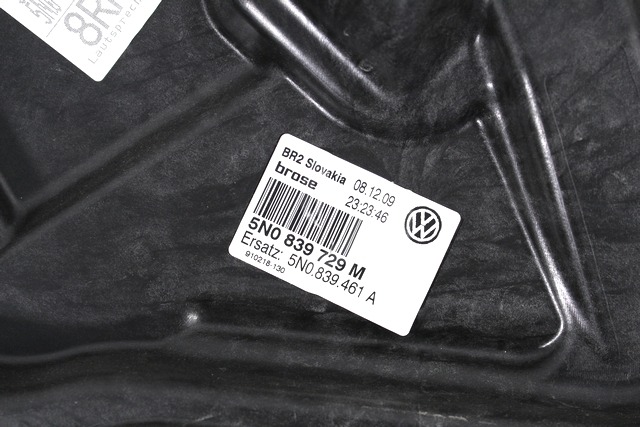 8R
Lautsprech
BR2 Slovakia 08.12.09
brose 23:23:46
5N0 839 729 M
Ersatz: 5N0.839.461 A
910218-130